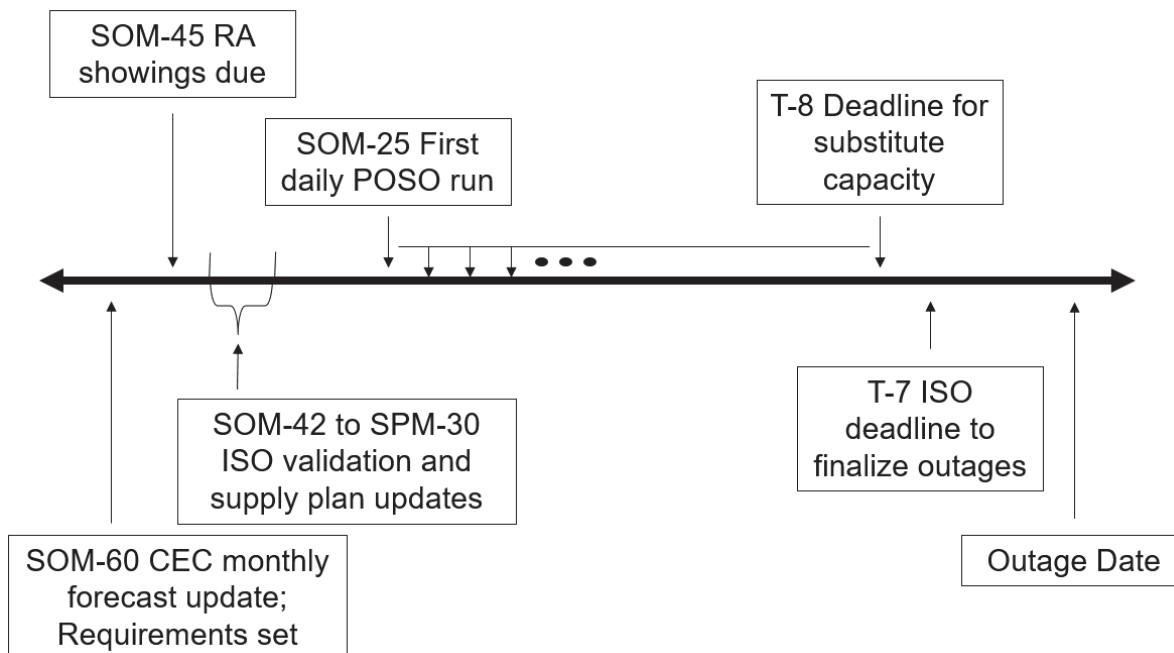 SOM-45 RA
showings due
SOM-25 First
daily POSO run
T-8 Deadline for
substitute
capacity
SOM-42 to SPM-30
ISO validation and
supply plan updates
T-7 ISO
deadline to
finalize outages
SOM-60 CEC monthly
forecast update;
Requirements set
Outage Date